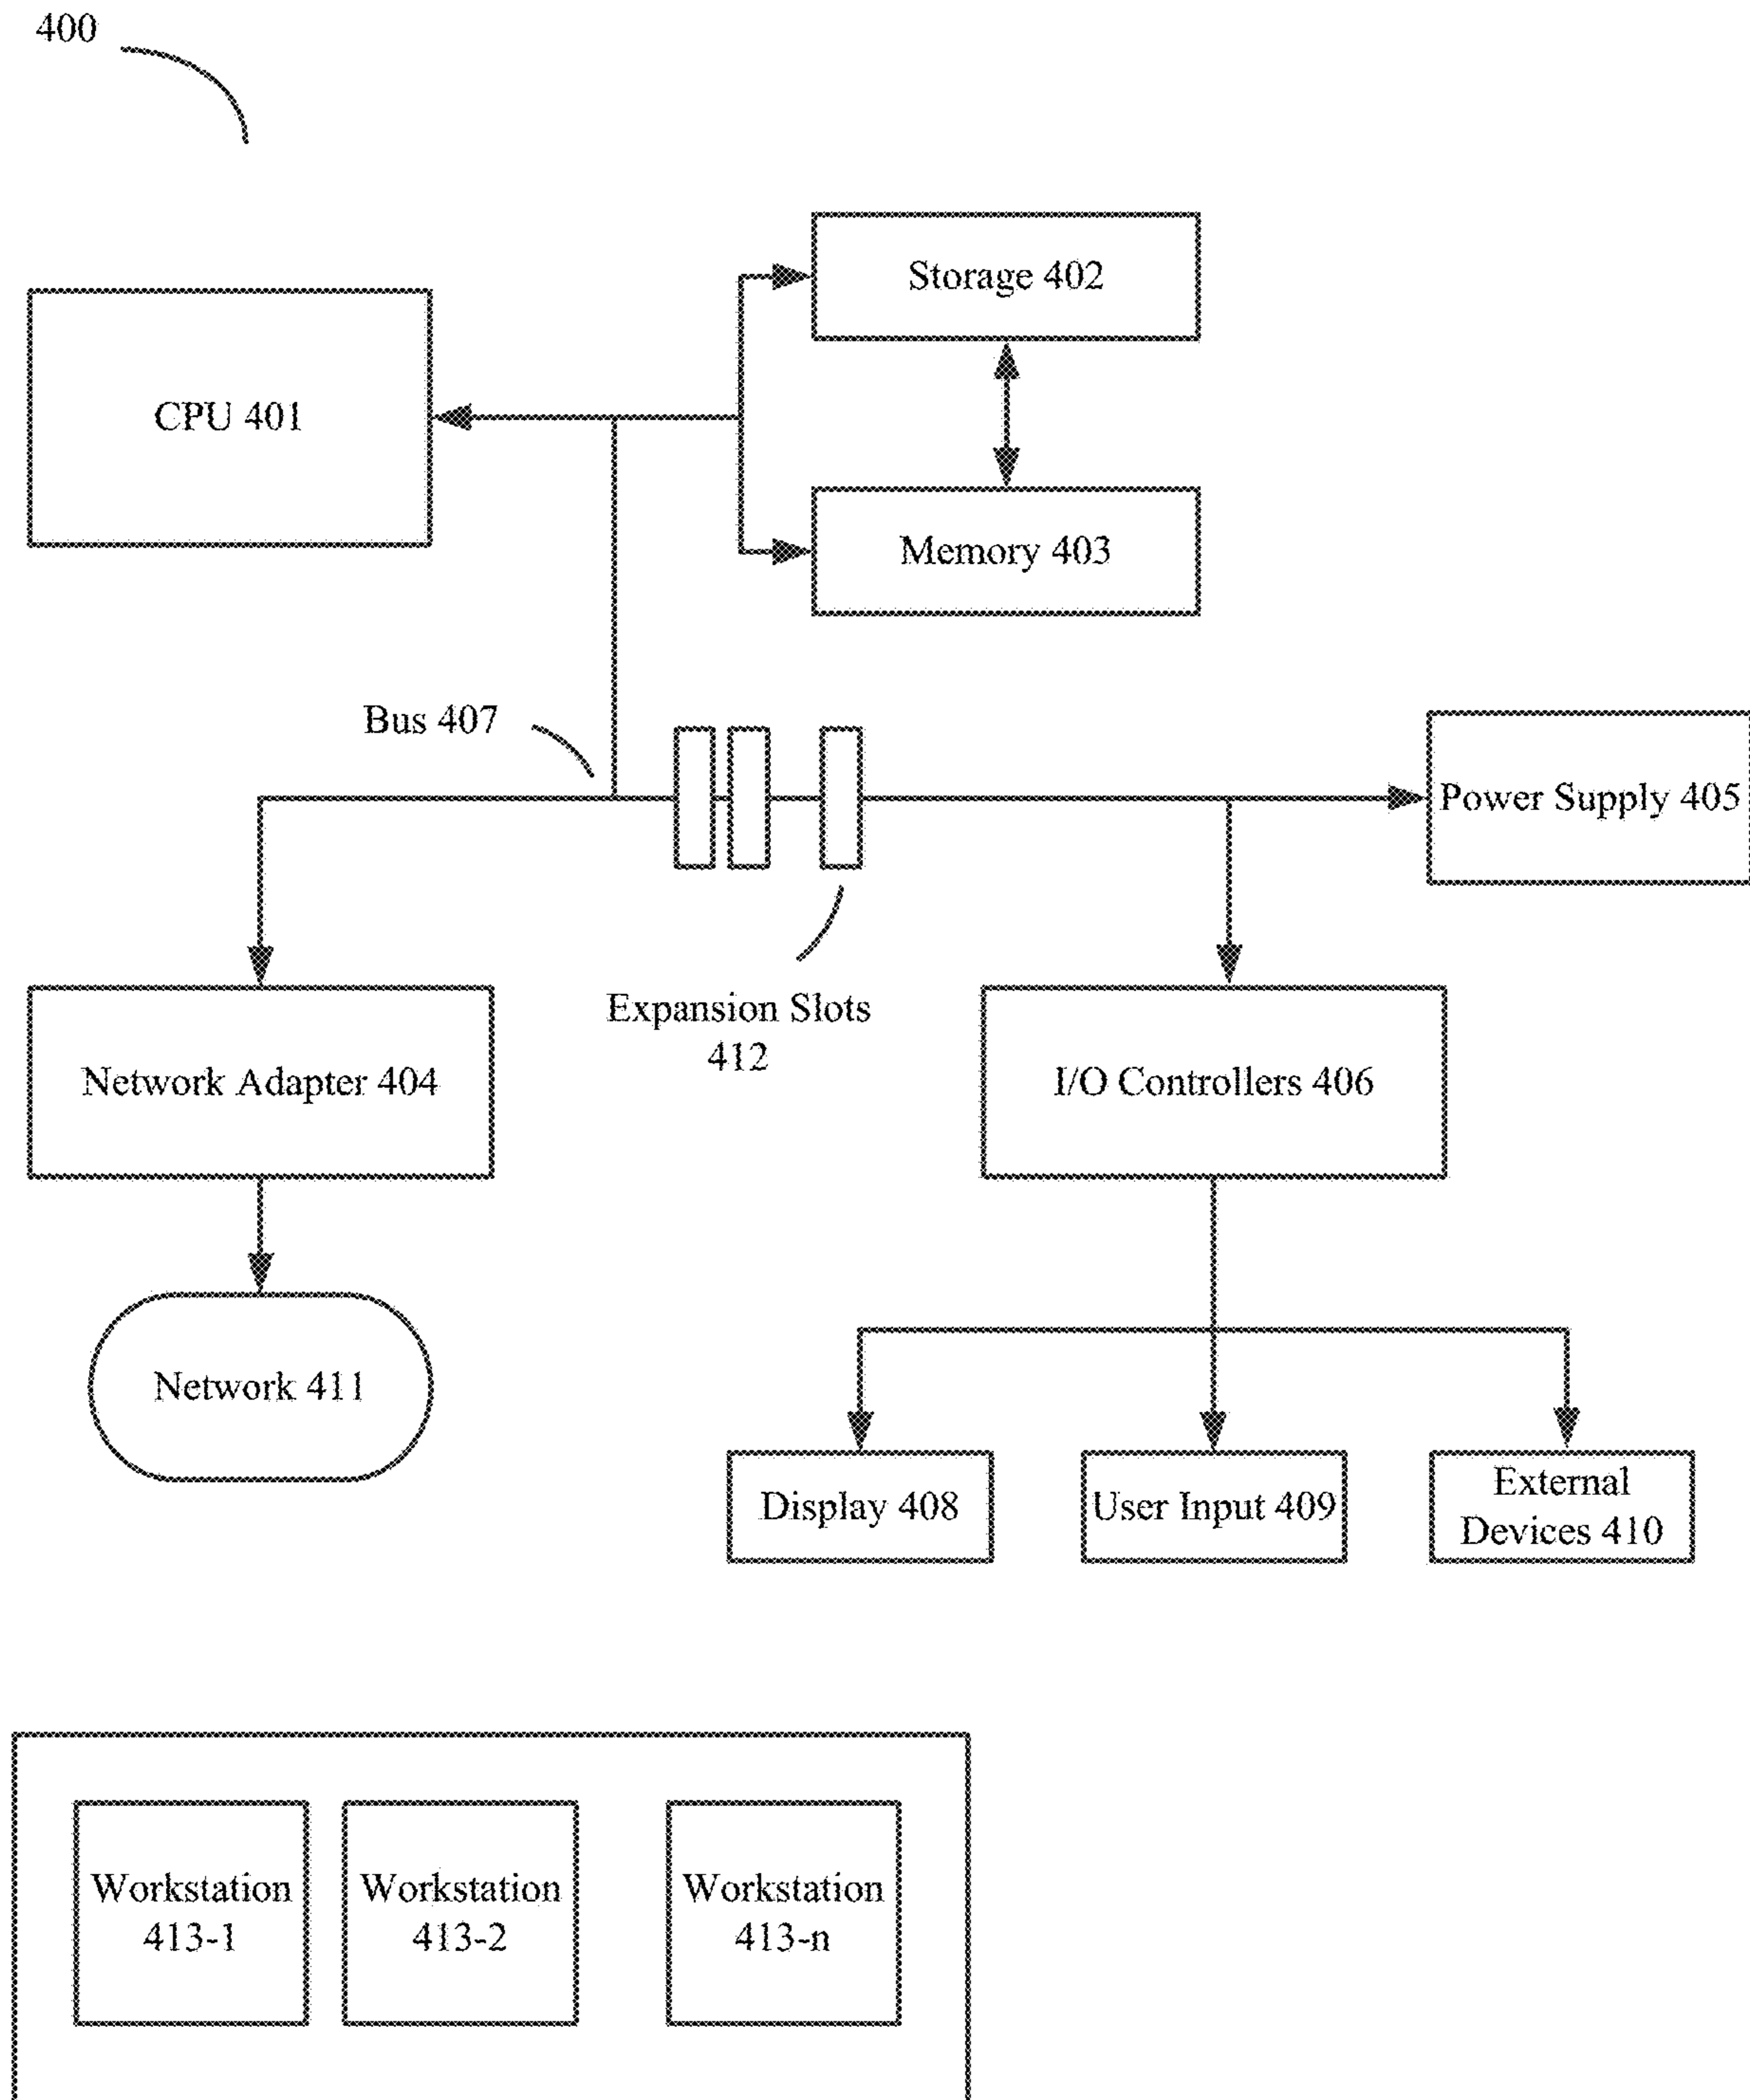 400
Storage 402
CPU 401
Memory 403
Bus 407
Power Supply 405
Expansion Slots
412
Network Adapter 404
I/O Controllers 406
Network 411
Display 408
User Input 409
External
Devices 410
Workstation
413-1
Workstation
413-2
Workstation
413-n